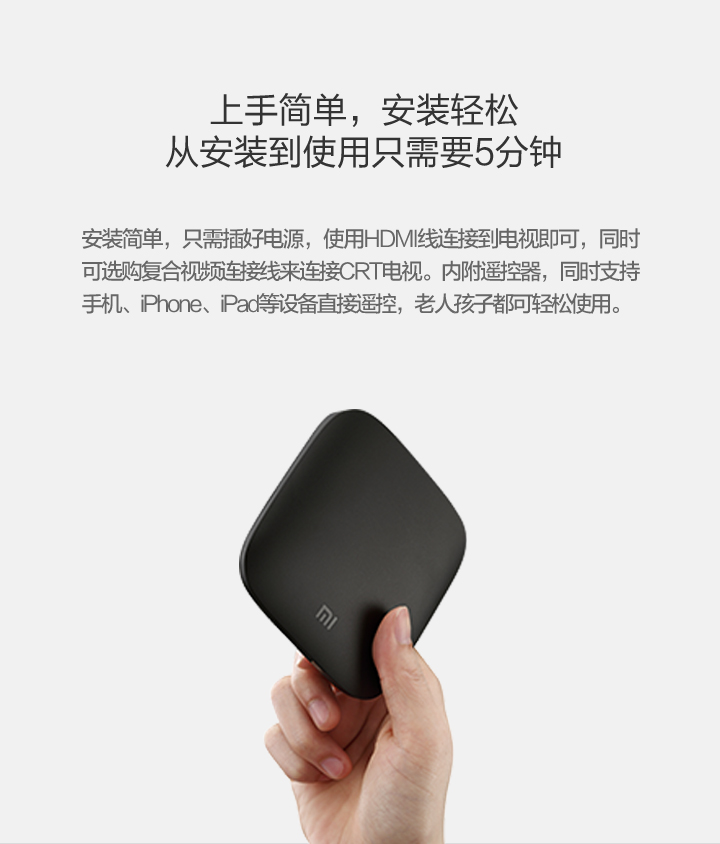 上手简单，安装轻松
从安装到使用只需要5分钟
安装简单，只需插好电源，使用HDMI线连接到电视即可，同时
可选购复合视频连接线来连接CRT电视。内附遥控器，同时支持
手机、iPhone、iPad等设备直接遥控，老人孩子都可轻松使用。